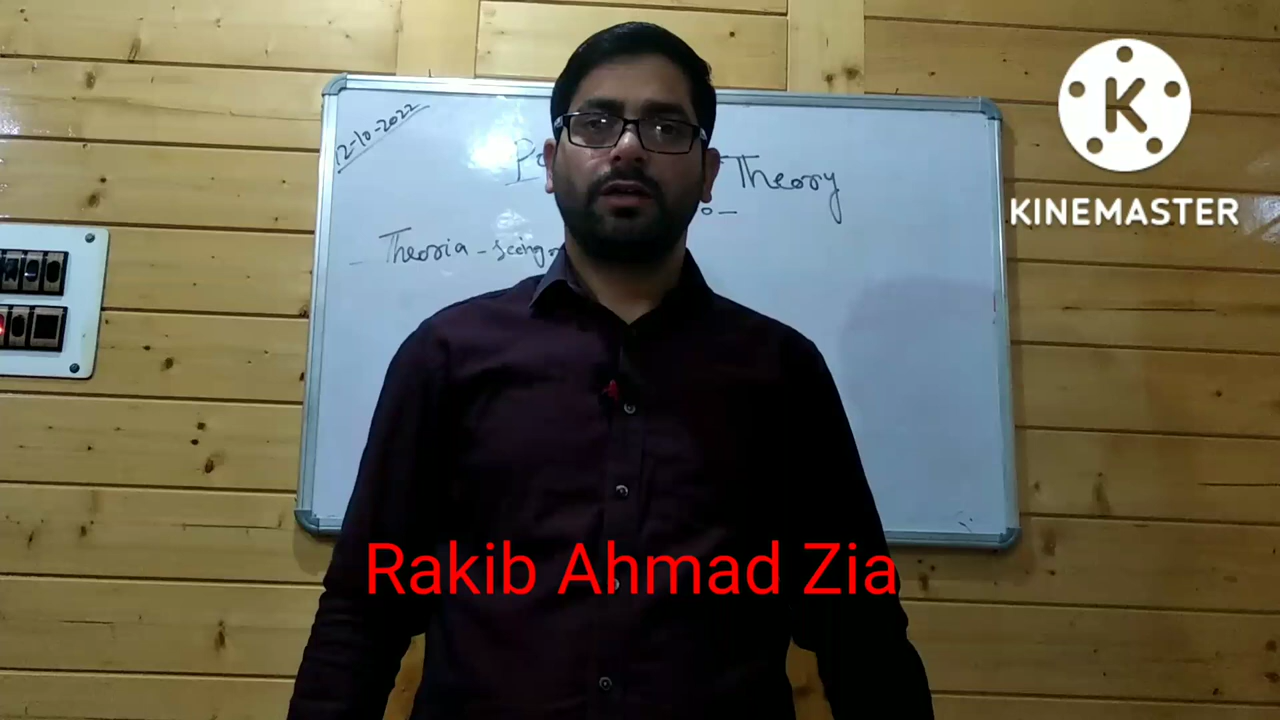 12-10-2022
Theory
Theoria - seeing
KINEMASTER
Rakib Ahmad Zia